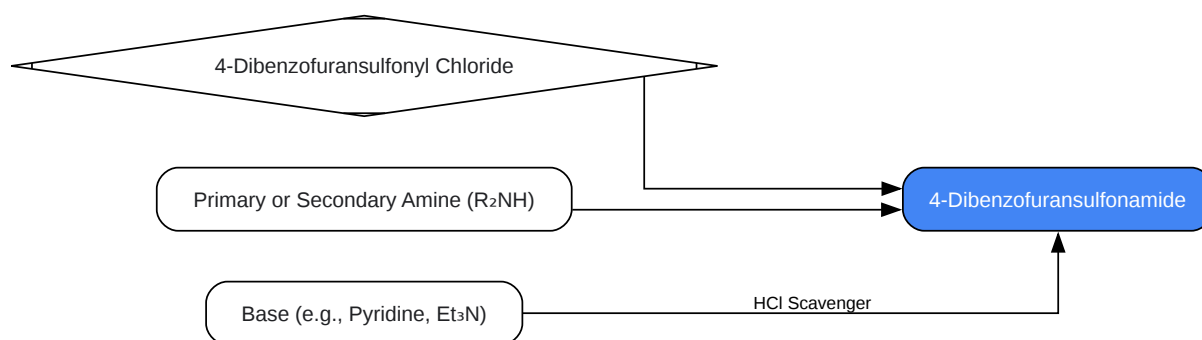 4-Dibenzofuransulfonyl Chloride
Primary or Secondary Amine (R₂NH)
4-Dibenzofuransulfonamide
Base (e.g., Pyridine, Et₃N)
HCl Scavenger